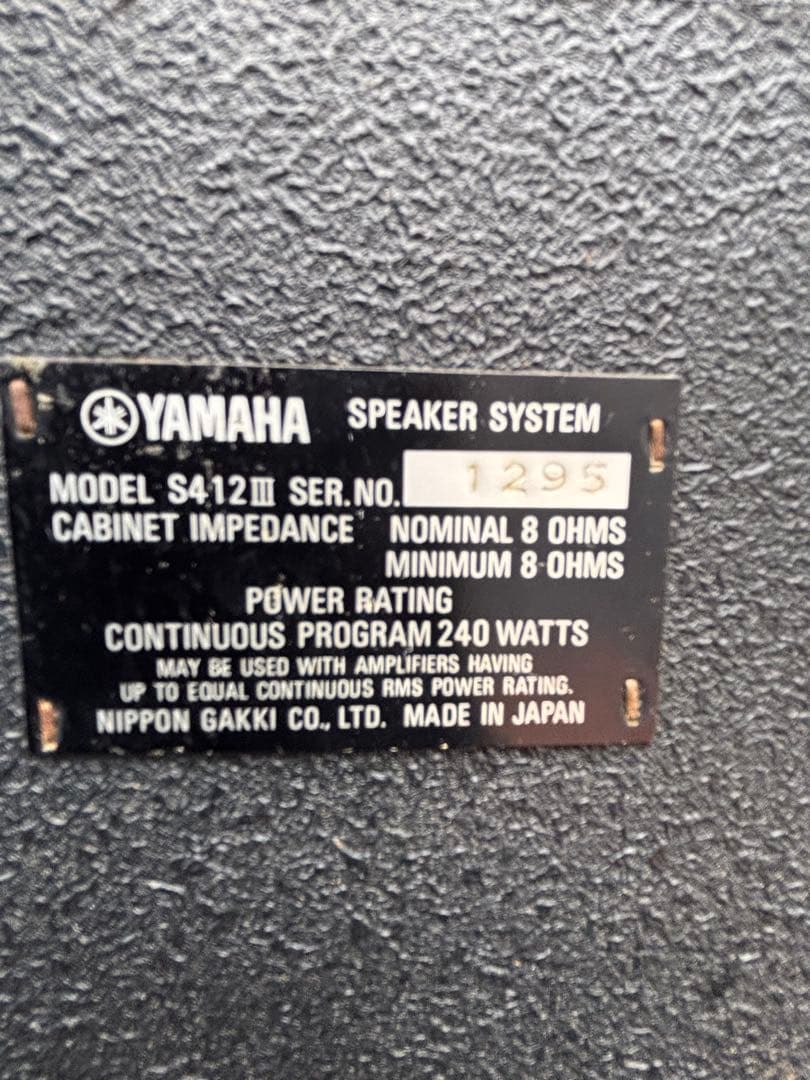 YAMAHA SPEAKER SYSTEM
MODEL S412III SER.NO. 1295
CABINET IMPEDANCE NOMINAL 8 OHMS
MINIMUM 8 OHMS
POWER RATING
CONTINUOUS PROGRAM 240 WATTS
MAY BE USED WITH AMPLIFIERS HAVING
UP TO EQUAL CONTINUOUS RMS POWER RATING.
NIPPON GAKKI CO., LTD. MADE IN JAPAN